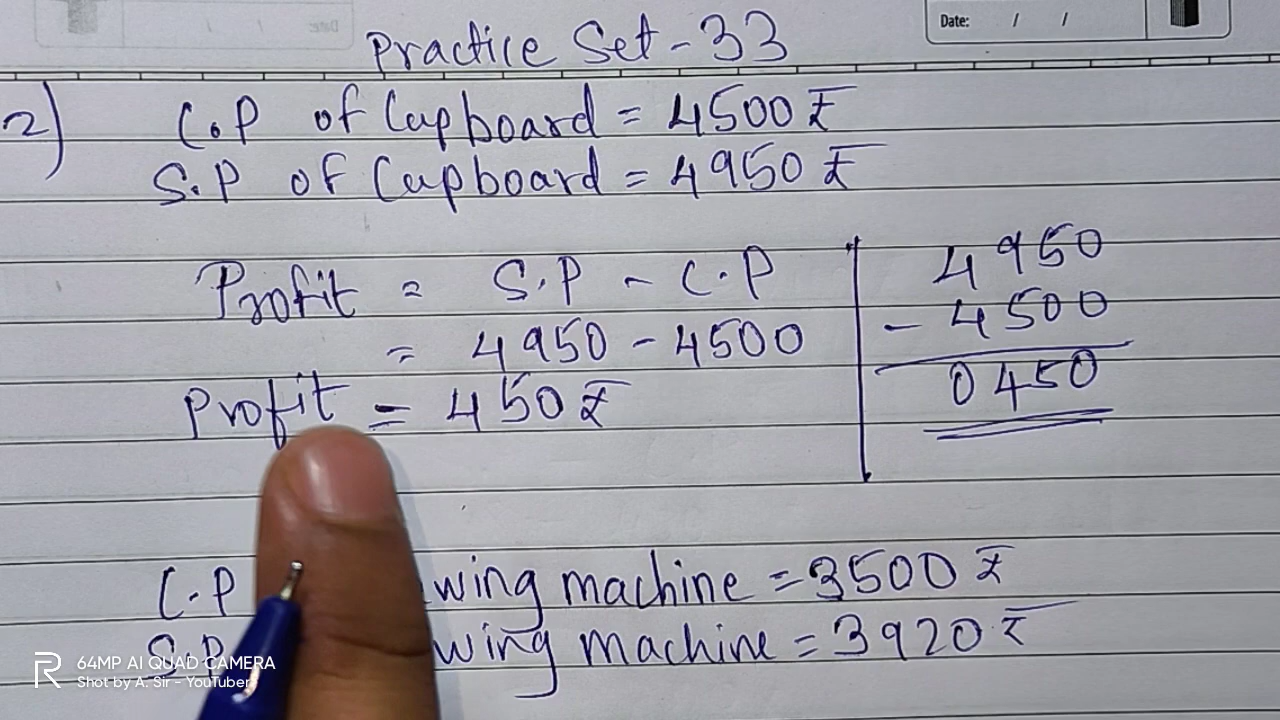 Date: / /
Practice Set - 33
2) C.P of Cupboard = 4500 ₹
S.P of Cupboard = 4950 ₹
Profit = S.P - C.P
= 4950 - 4500
Profit = 450 ₹
4950
- 4500
0450
C.P wing machine = 3500 ₹
S.P wing machine = 3920 ₹
64MP AI QUAD CAMERA
Shot by A. Sir - YouTuber